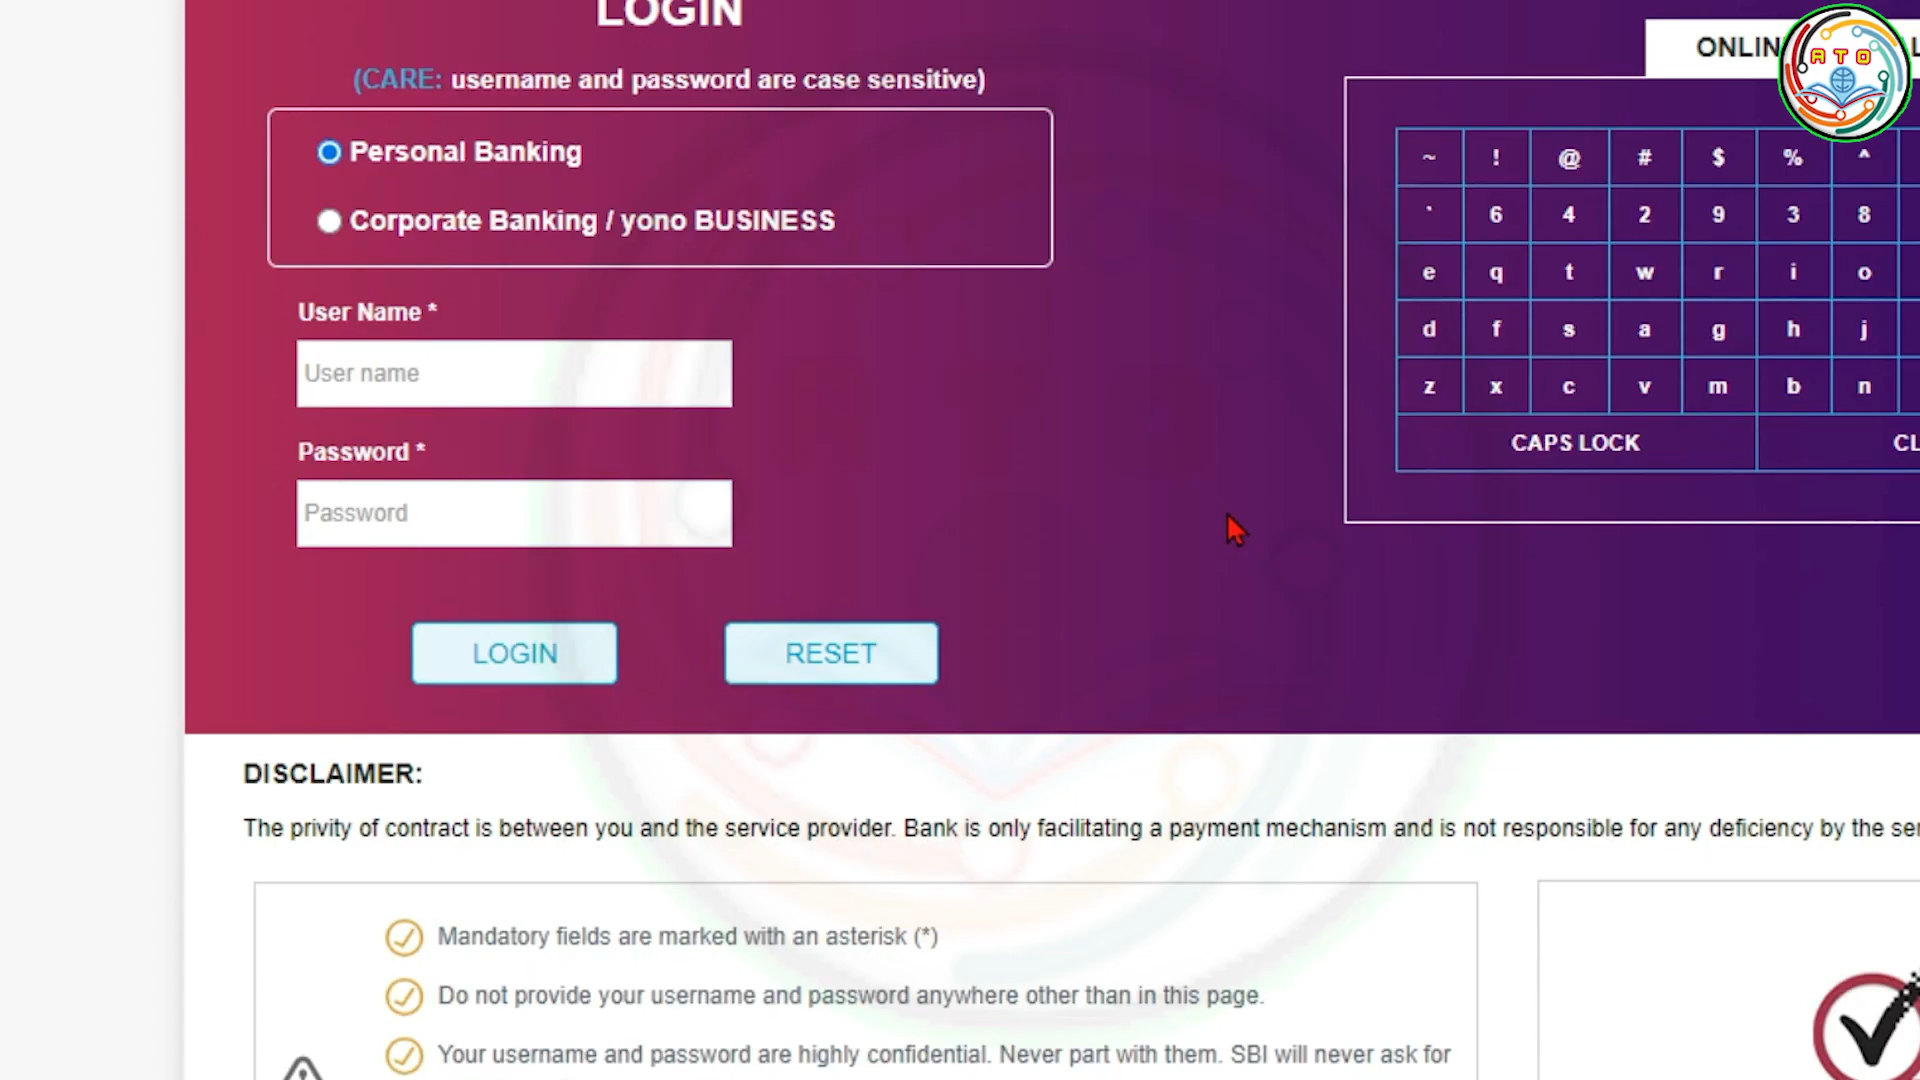 LOGIN
(CARE: username and password are case sensitive)
Personal Banking
Corporate Banking / yono BUSINESS
User Name *
User name
Password *
Password
LOGIN
RESET
ATO
~ ! @ # $ % ^
` 6 4 2 9 3 8
e q t w r i o
d f s a g h j
z x c v m b n
CAPS LOCK
DISCLAIMER:
The privity of contract is between you and the service provider. Bank is only facilitating a payment mechanism and is not responsible for any deficiency by the
Mandatory fields are marked with an asterisk (*)
Do not provide your username and password anywhere other than in this page.
Your username and password are highly confidential. Never part with them. SBI will never ask for